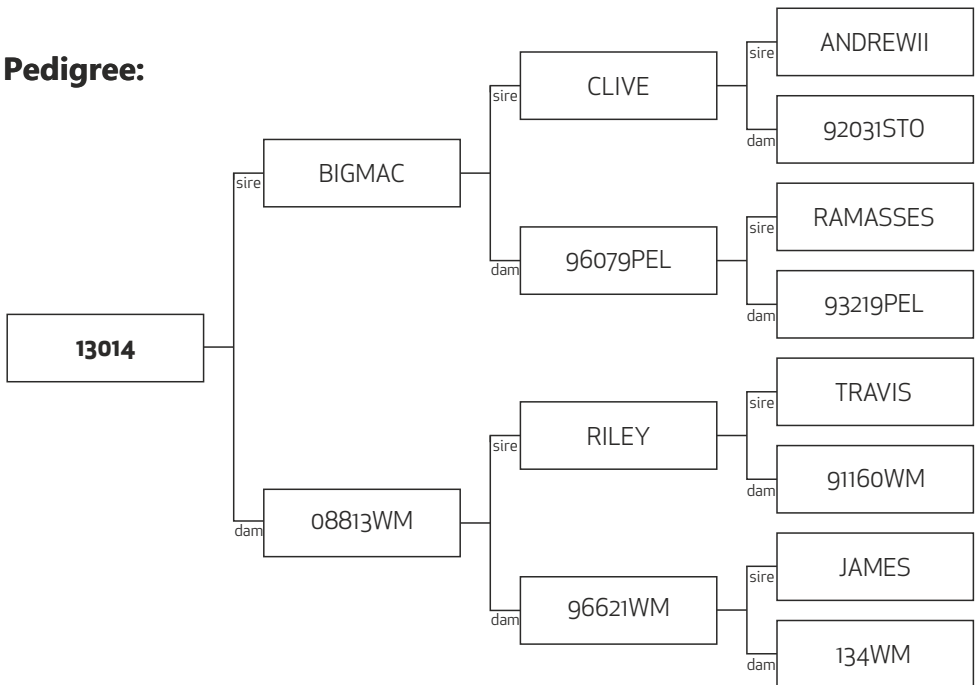 Pedigree:
13014
sire
BIGMAC
dam
08813WM
sire
CLIVE
dam
96079PEL
sire
RILEY
dam
96621WM
sire
ANDREWII
dam
92031STO
sire
RAMASSES
dam
93219PEL
sire
TRAVIS
dam
91160WM
sire
JAMES
dam
134WM